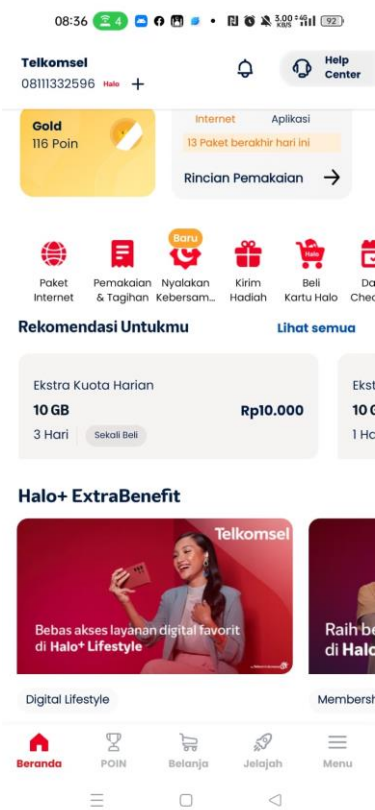 08:36 4 3.00 KB/S 4G 92
Telkomsel
08111332596 Halo
Help
Center
Gold
116 Poin
Internet Aplikasi
13 Paket berakhir hari ini
Rincian Pemakaian
Baru
Paket
Internet
Pemakaian
& Tagihan
Nyalakan
Kebersam...
Kirim
Hadiah
Halo
Beli
Kartu Halo
Da
Chec
Rekomendasi Untukmu Lihat semua
Ekstra Kuota Harian
10 GB Rp10.000
3 Hari Sekali Beli
Ekst
10 G
1 Ha
Halo+ ExtraBenefit
Telkomsel
Bebas akses layanan digital favorit
di Halo+ Lifestyle
Raih be
di Halo
Digital Lifestyle
Membersh
Beranda POIN Belanja Jelajah Menu